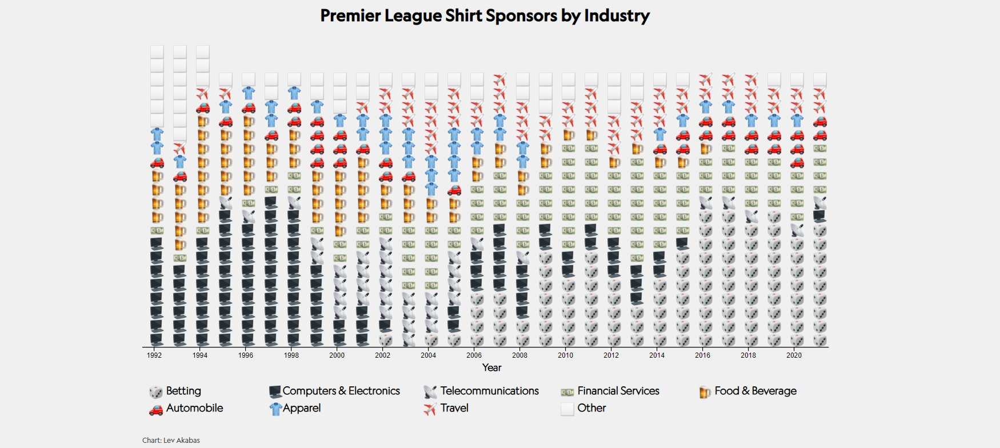 Premier League Shirt Sponsors by Industry
1992 1994 1996 1998 2000 2002 2004 2006 2008 2010 2012 2014 2016 2018 2020
Year
Betting Computers & Electronics Telecommunications Financial Services Food & Beverage
Automobile Apparel Travel Other
Chart: Lev Akabas